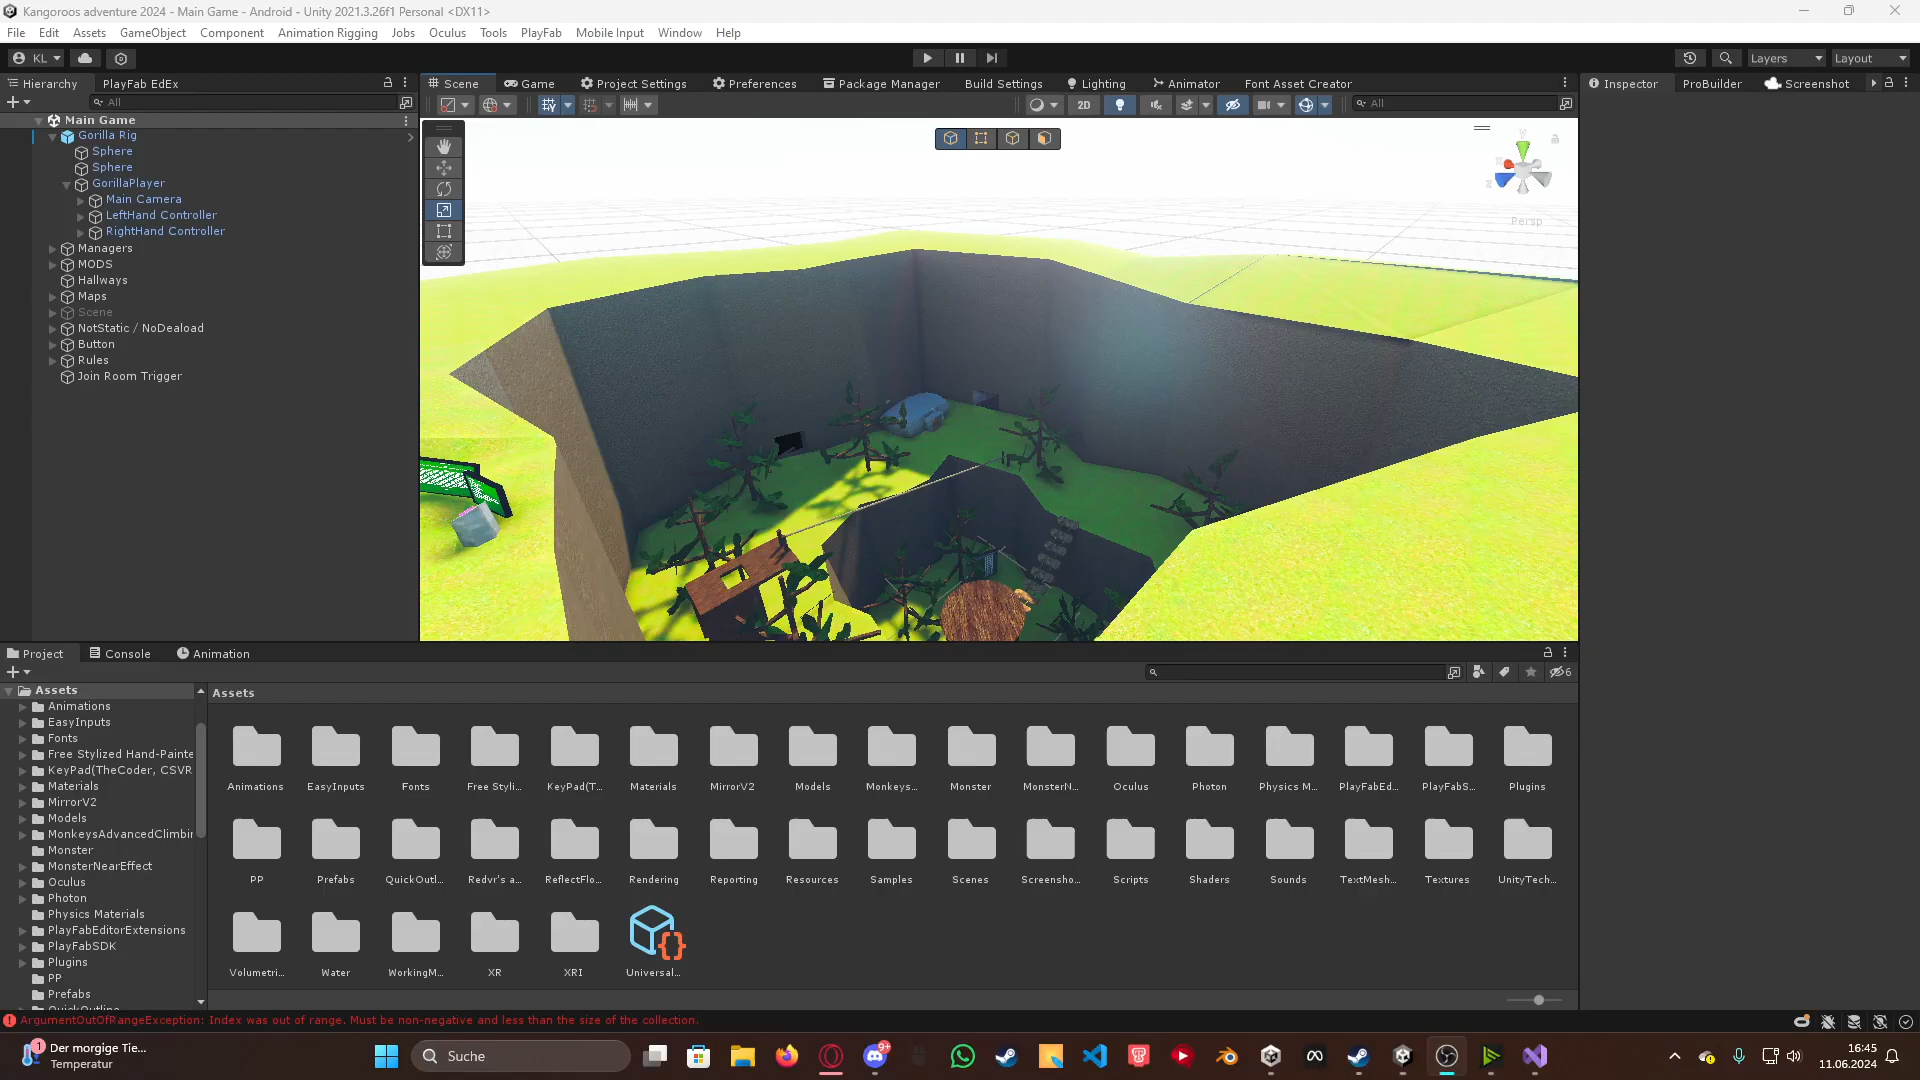 Kangoroos adventure 2024 - Main Game - Android - Unity 2021.3.26f1 Personal <DX11>
File Edit Assets GameObject Component Animation Rigging Jobs Oculus Tools PlayFab Mobile Input Window Help
KL Layers Layout
Hierarchy PlayFab EdEx
Scene Game Project Settings Preferences Package Manager Build Settings Lighting Animator Font Asset Creator
Inspector ProBuilder Screenshot
All
2D All
Main Game
Gorilla Rig
Sphere
Sphere
GorillaPlayer
Main Camera
LeftHand Controller
RightHand Controller
Managers
MODS
Hallways
Maps
Scene
NotStatic / NoDeaload
Button
Rules
Join Room Trigger
Persp
Project Console Animation
6
Assets
Animations
EasyInputs
Fonts
Free Stylized Hand-Painte
KeyPad(TheCoder, CSVR
Materials
MirrorV2
Models
MonkeysAdvancedClimbin
Monster
MonsterNearEffect
Oculus
Photon
Physics Materials
PlayFabEditorExtensions
PlayFabSDK
Plugins
PP
Prefabs
QuickOutline
Assets
Animations EasyInputs Fonts Free Styli... KeyPad(T... Materials MirrorV2 Models Monkeys... Monster MonsterN... Oculus Photon Physics M... PlayFabEd... PlayFabS... Plugins
PP Prefabs QuickOutl... Redvr's a... ReflectFlo... Rendering Reporting Resources Samples Scenes Screensho... Scripts Shaders Sounds TextMesh... Textures UnityTech...
Volumetri... Water WorkingM... XR XRI Universal...
ArgumentOutOfRangeException: Index was out of range. Must be non-negative and less than the size of the collection.
1
Der morgige Tie...
Temperatur
Suche
9+
16:45
11.06.2024